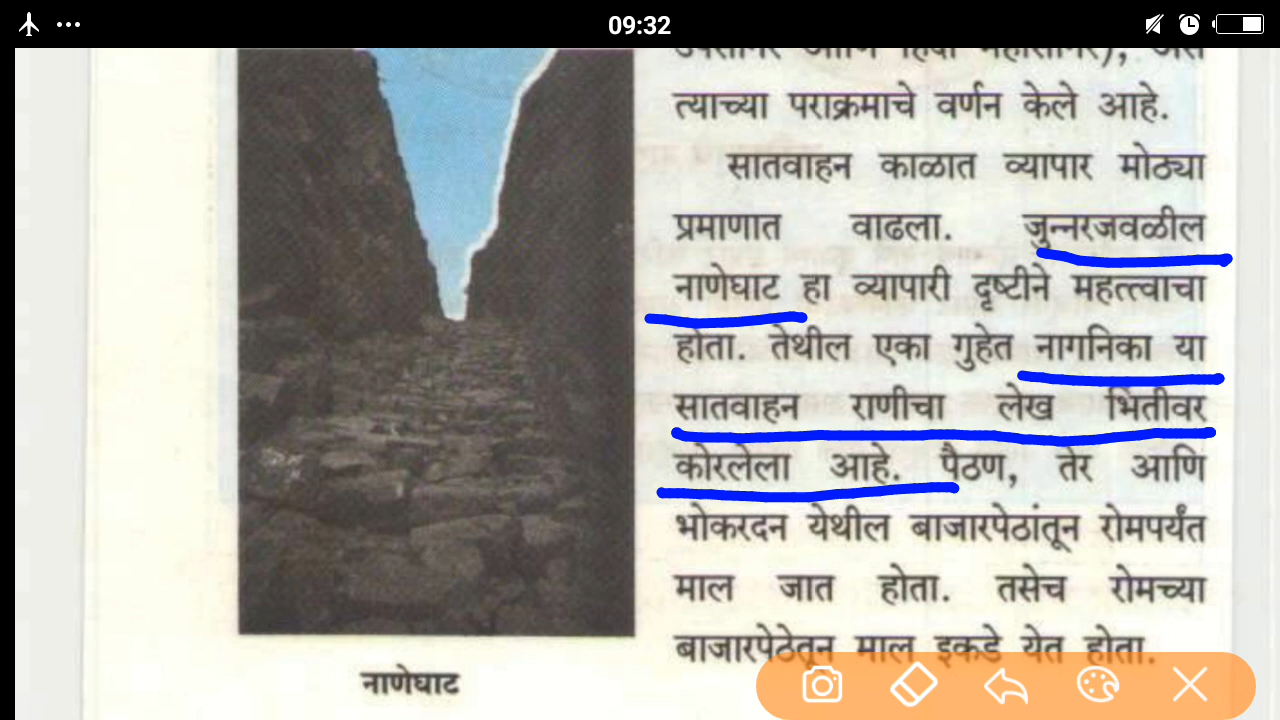 09:32
त्याच्या पराक्रमाचे वर्णन केले आहे.
सातवाहन काळात व्यापार मोठ्या
प्रमाणात वाढला. जुन्नरजवळील
नाणेघाट हा व्यापारी दृष्टीने महत्त्वाचा
होता. तेथील एका गुहेत नागनिका या
सातवाहन राणीचा लेख भिंतीवर
कोरलेला आहे. पैठण, तेर आणि
भोकरदन येथील बाजारपेठांतून रोमपर्यंत
माल जात होता. तसेच रोमच्या
बाजारपेठेतून माल इकडे येत होता.
नाणेघाट